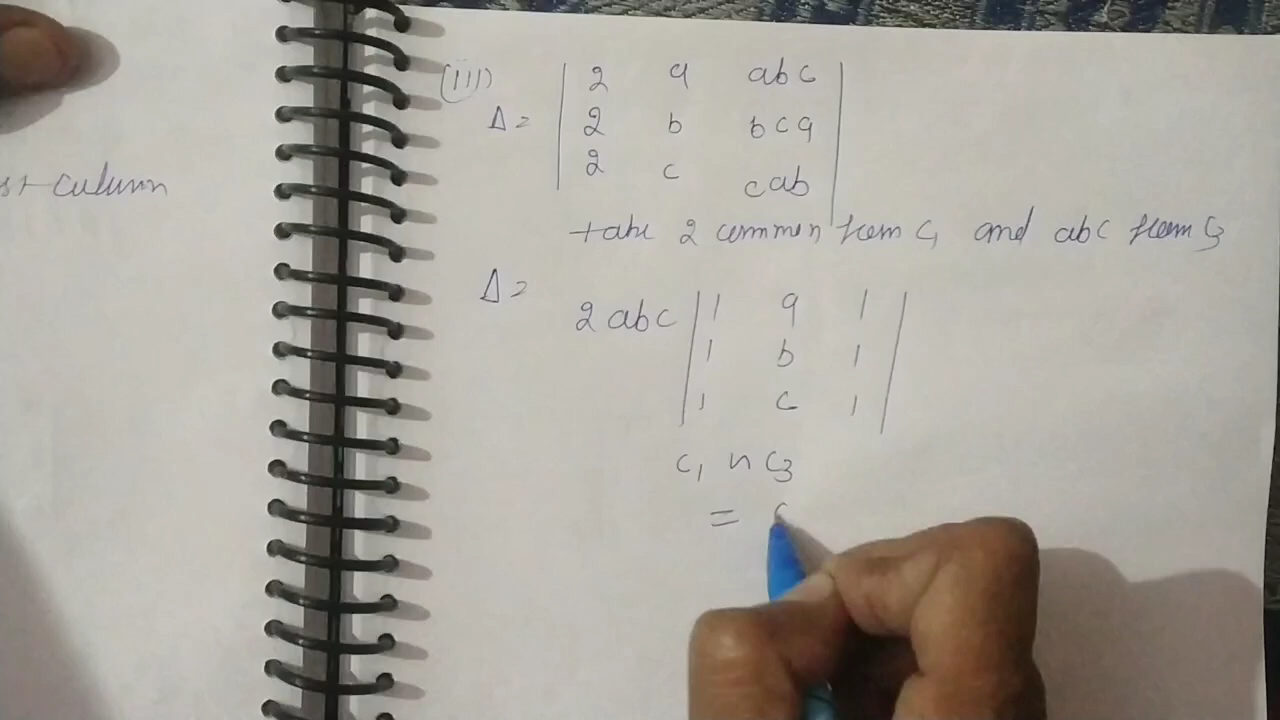 st column
(iii)
Δ = | 2 a abc |
| 2 b bca |
| 2 c cab |
take 2 common from C₁ and abc from C₃
Δ =
2abc | 1 a 1 |
| 1 b 1 |
| 1 c 1 |
C₁ n C₃
=